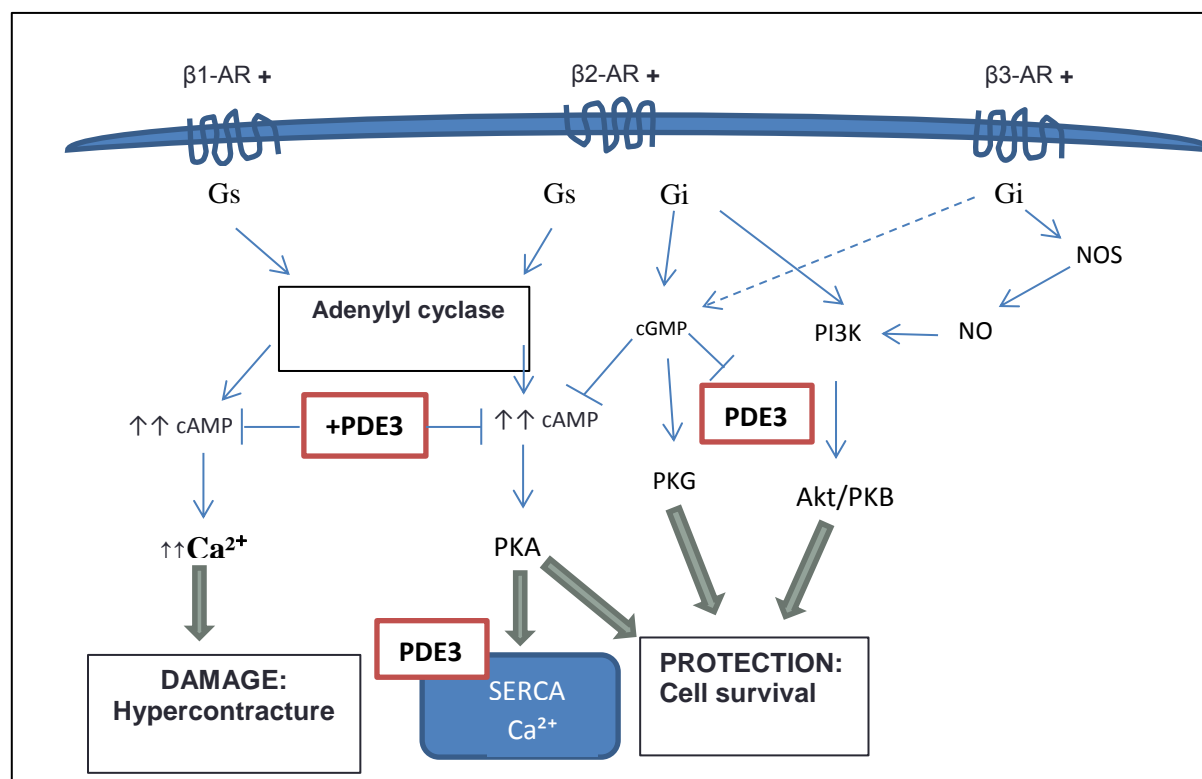 β1-AR +
β2-AR +
β3-AR +
Gs
Gs
Gi
Gi
NOS
Adenylyl cyclase
cGMP
PI3K
NO
↑↑ cAMP
+PDE3
↑↑ cAMP
PDE3
PKG
Akt/PKB
↑↑Ca²⁺
PKA
PDE3
DAMAGE:
Hypercontracture
SERCA
Ca²⁺
PROTECTION:
Cell survival